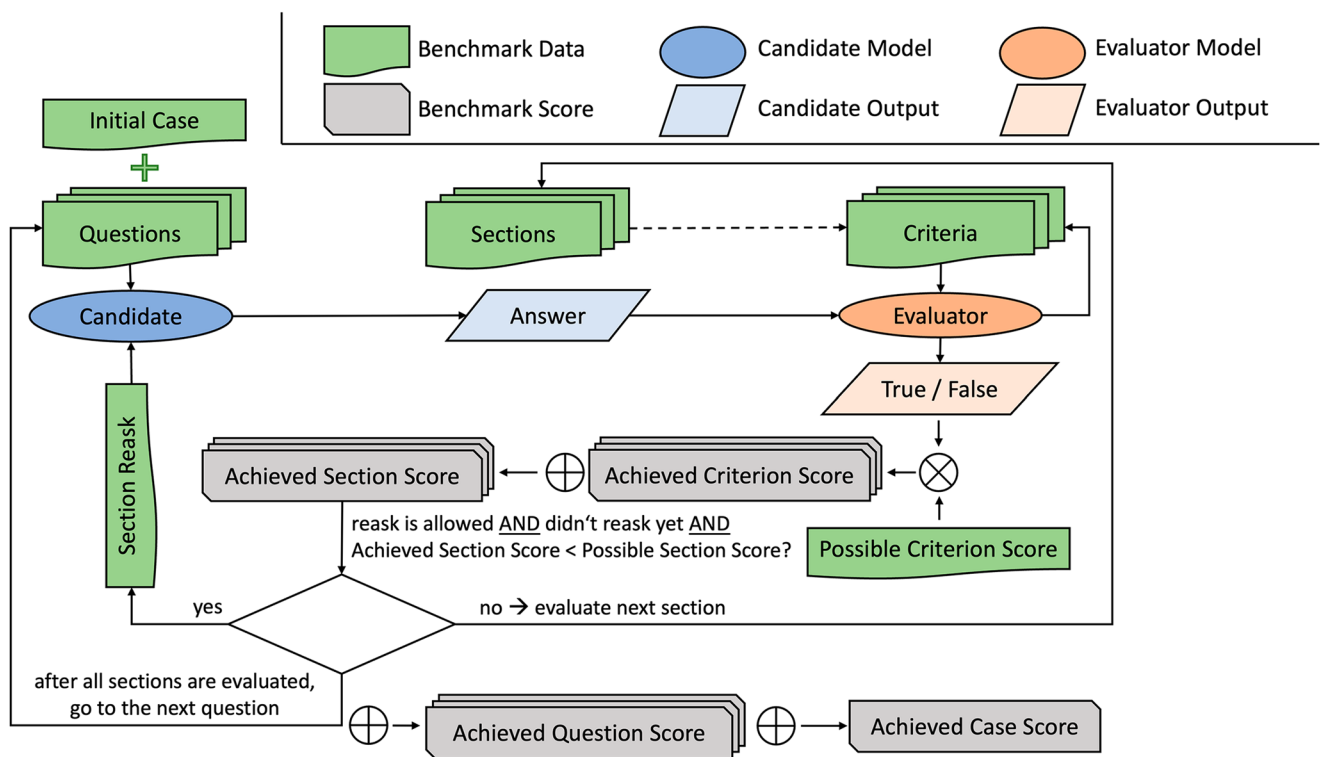 Benchmark Data
Candidate Model
Evaluator Model
Benchmark Score
Candidate Output
Evaluator Output
Initial Case
+
Questions
Sections
Criteria
Candidate
Answer
Evaluator
True / False
Section Reask
Achieved Section Score
Achieved Criterion Score
reask is allowed AND didn‘t reask yet AND
Achieved Section Score < Possible Section Score?
Possible Criterion Score
yes
no → evaluate next section
after all sections are evaluated,
go to the next question
Achieved Question Score
Achieved Case Score